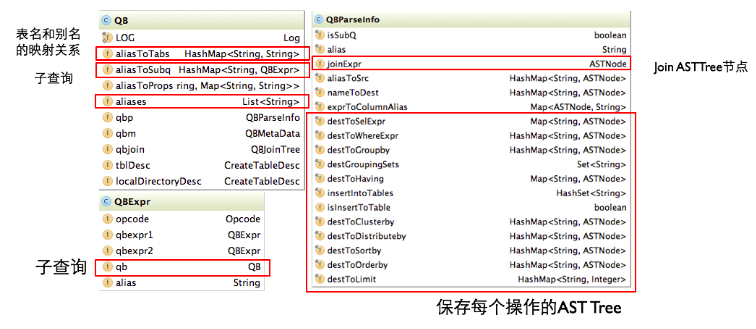 表名和别名
的映射关系
子查询
QB
LOG Log
aliasToTabs HashMap<String, String>
aliasToSubq HashMap<String, QBExpr>
aliasToProps ring, Map<String, String>>
aliases List<String>
qbp QBParseInfo
qbm QBMetaData
qbjoin QBJoinTree
tblDesc CreateTableDesc
localDirectoryDesc CreateTableDesc
QBExpr
opcode Opcode
qbexpr1 QBExpr
qbexpr2 QBExpr
qb QB
alias String
子查询
QBParseInfo
isSubQ boolean
alias String
joinExpr ASTNode
aliasToSrc HashMap<String, ASTNode>
nameToDest HashMap<String, ASTNode>
exprToColumnAlias Map<ASTNode, String>
destToSelExpr Map<String, ASTNode>
destToWhereExpr HashMap<String, ASTNode>
destToGroupby HashMap<String, ASTNode>
destGroupingSets Set<String>
destToHaving Map<String, ASTNode>
insertIntoTables HashSet<String>
isInsertToTable boolean
destToClusterby HashMap<String, ASTNode>
destToDistributeby HashMap<String, ASTNode>
destToSortby HashMap<String, ASTNode>
destToOrderby HashMap<String, ASTNode>
destToLimit HashMap<String, Integer>
Join ASTTree节点
保存每个操作的AST Tree